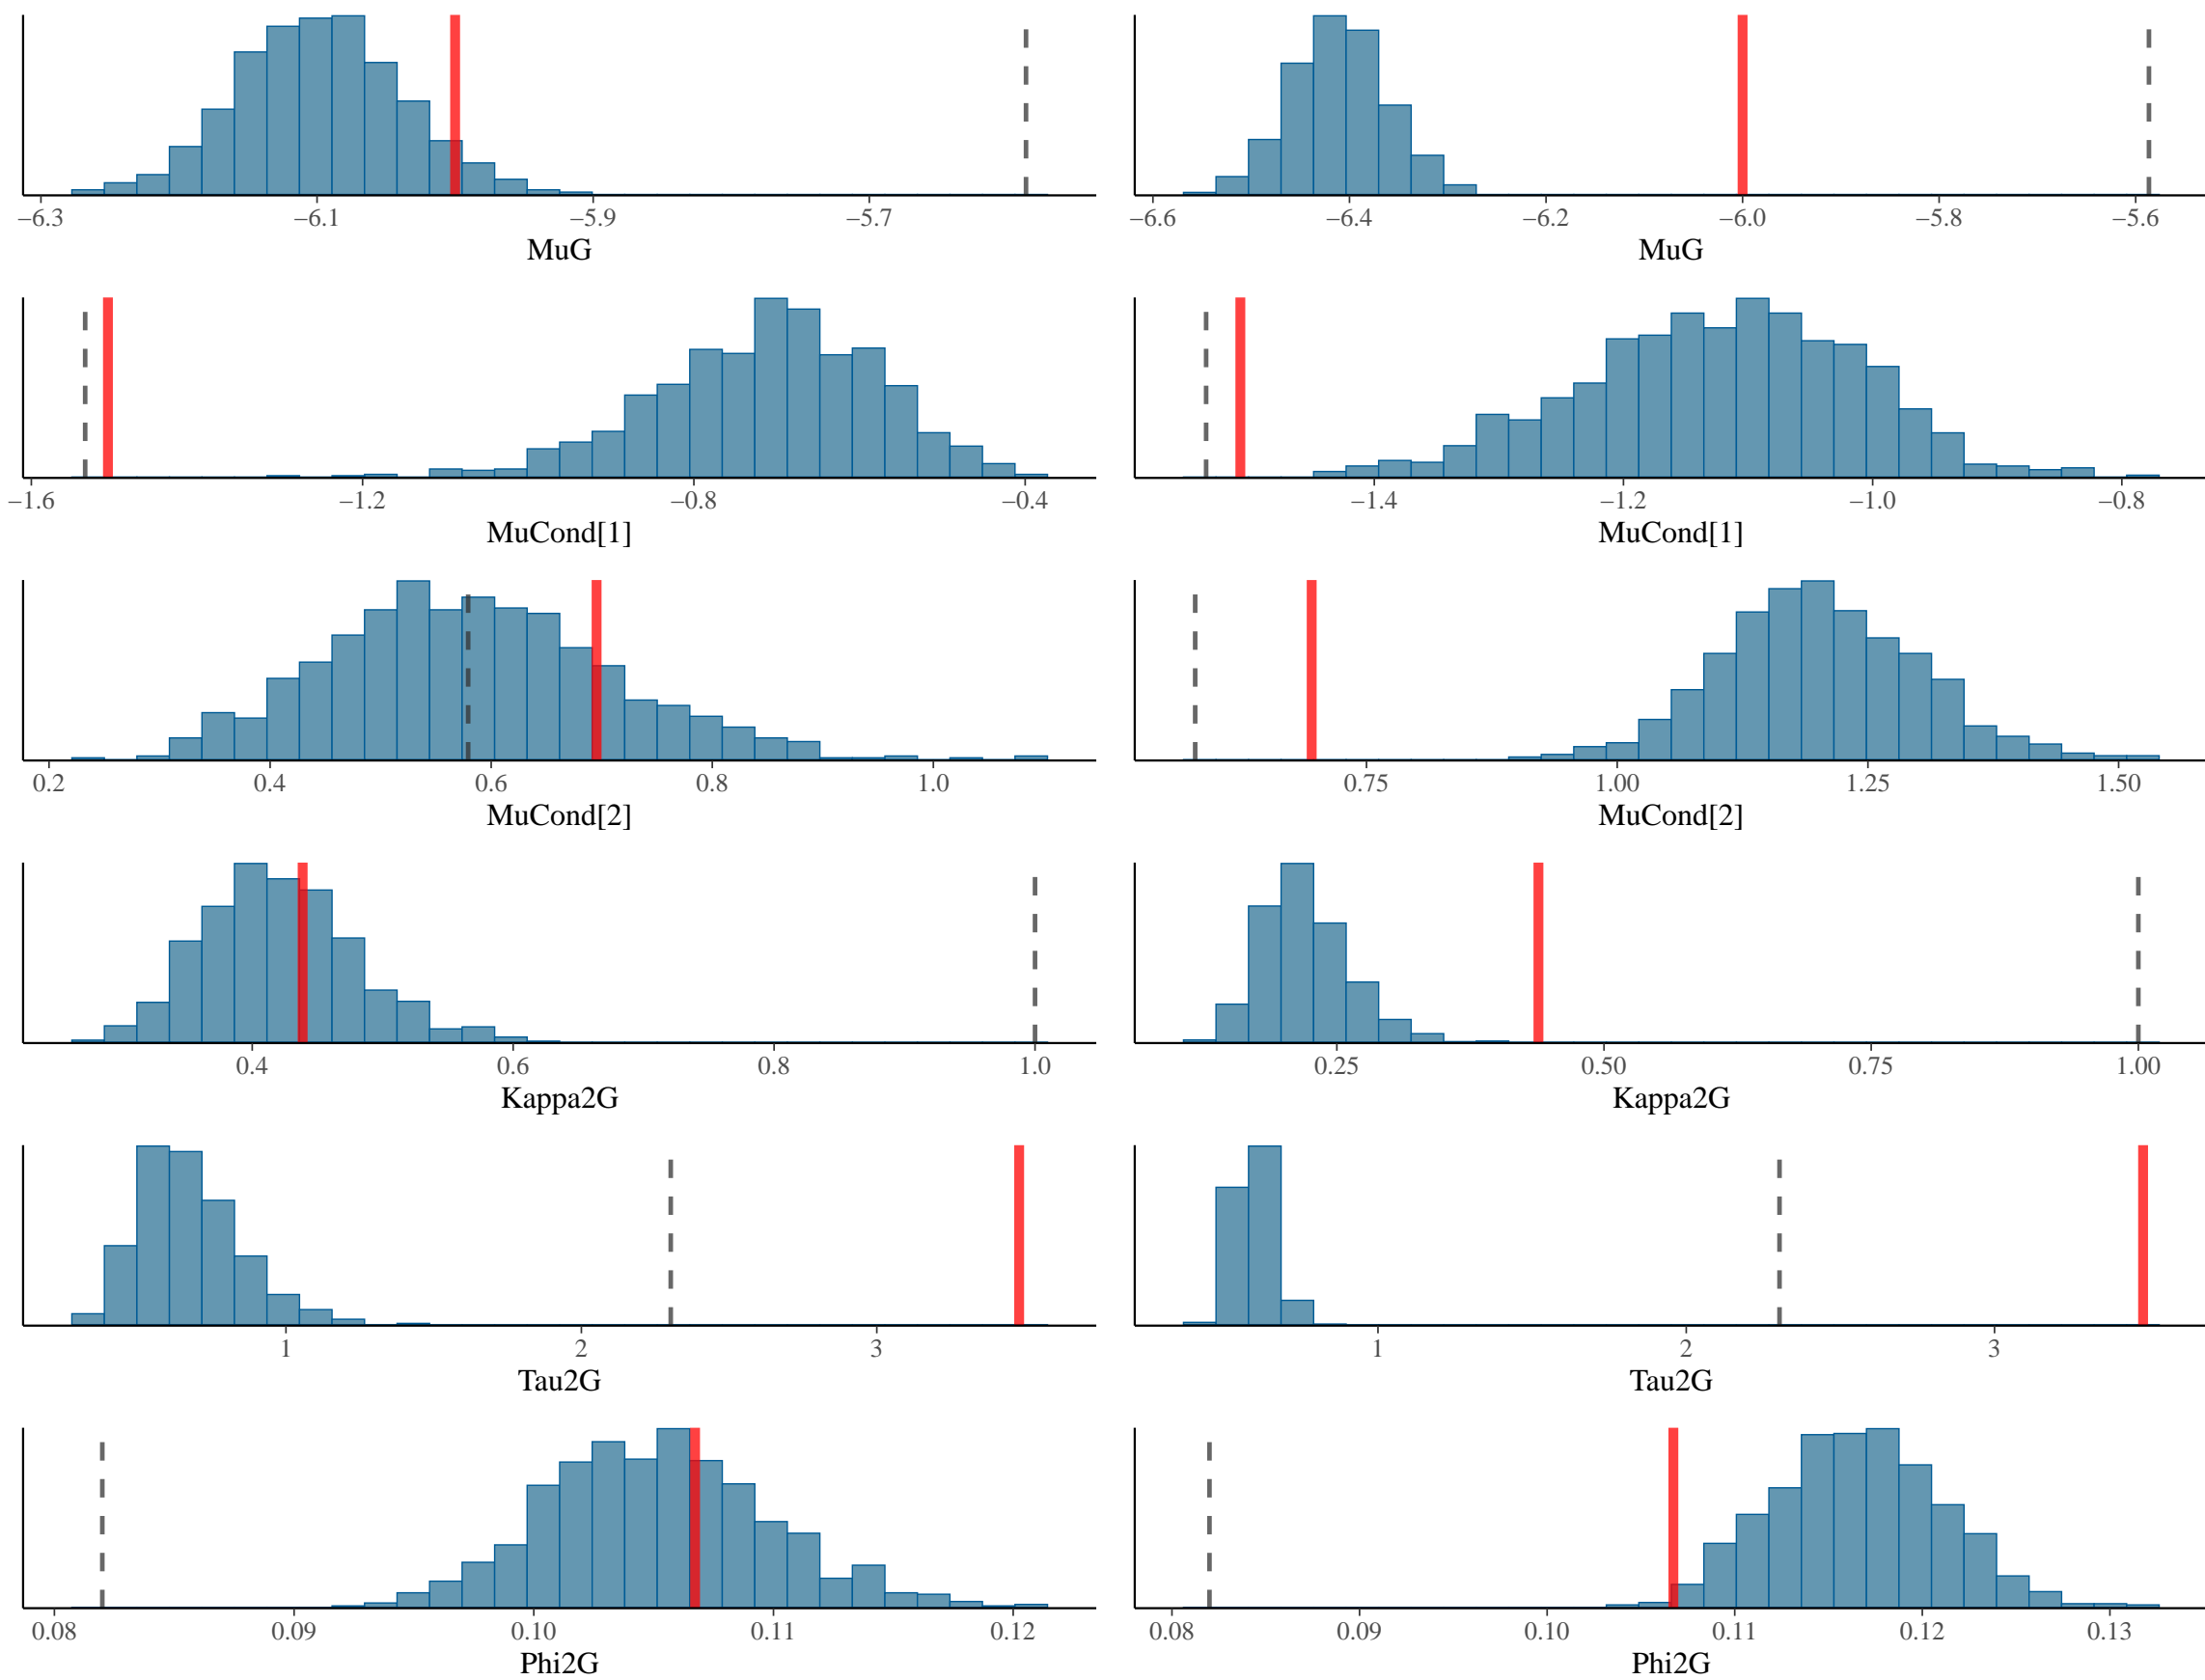 −6.3 −6.1 −5.9 −5.7
MuG
−6.6 −6.4 −6.2 −6.0 −5.8 −5.6
MuG
−1.6 −1.2 −0.8 −0.4
MuCond[1]
−1.4 −1.2 −1.0 −0.8
MuCond[1]
0.2 0.4 0.6 0.8 1.0
MuCond[2]
0.75 1.00 1.25 1.50
MuCond[2]
0.4 0.6 0.8 1.0
Kappa2G
0.25 0.50 0.75 1.00
Kappa2G
1 2 3
Tau2G
1 2 3
Tau2G
0.08 0.09 0.10 0.11 0.12
Phi2G
0.08 0.09 0.10 0.11 0.12 0.13
Phi2G